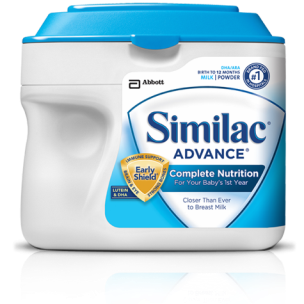 Abbott
DHA/ARA
BIRTH TO 12 MONTHS
MILK | POWDER
#1
Similac®
ADVANCE®
IMMUNE SUPPORT
Early
Shield®
LUTEIN
& DHA
Complete Nutrition
For Your Baby's 1st Year
Closer Than Ever
to Breast Milk